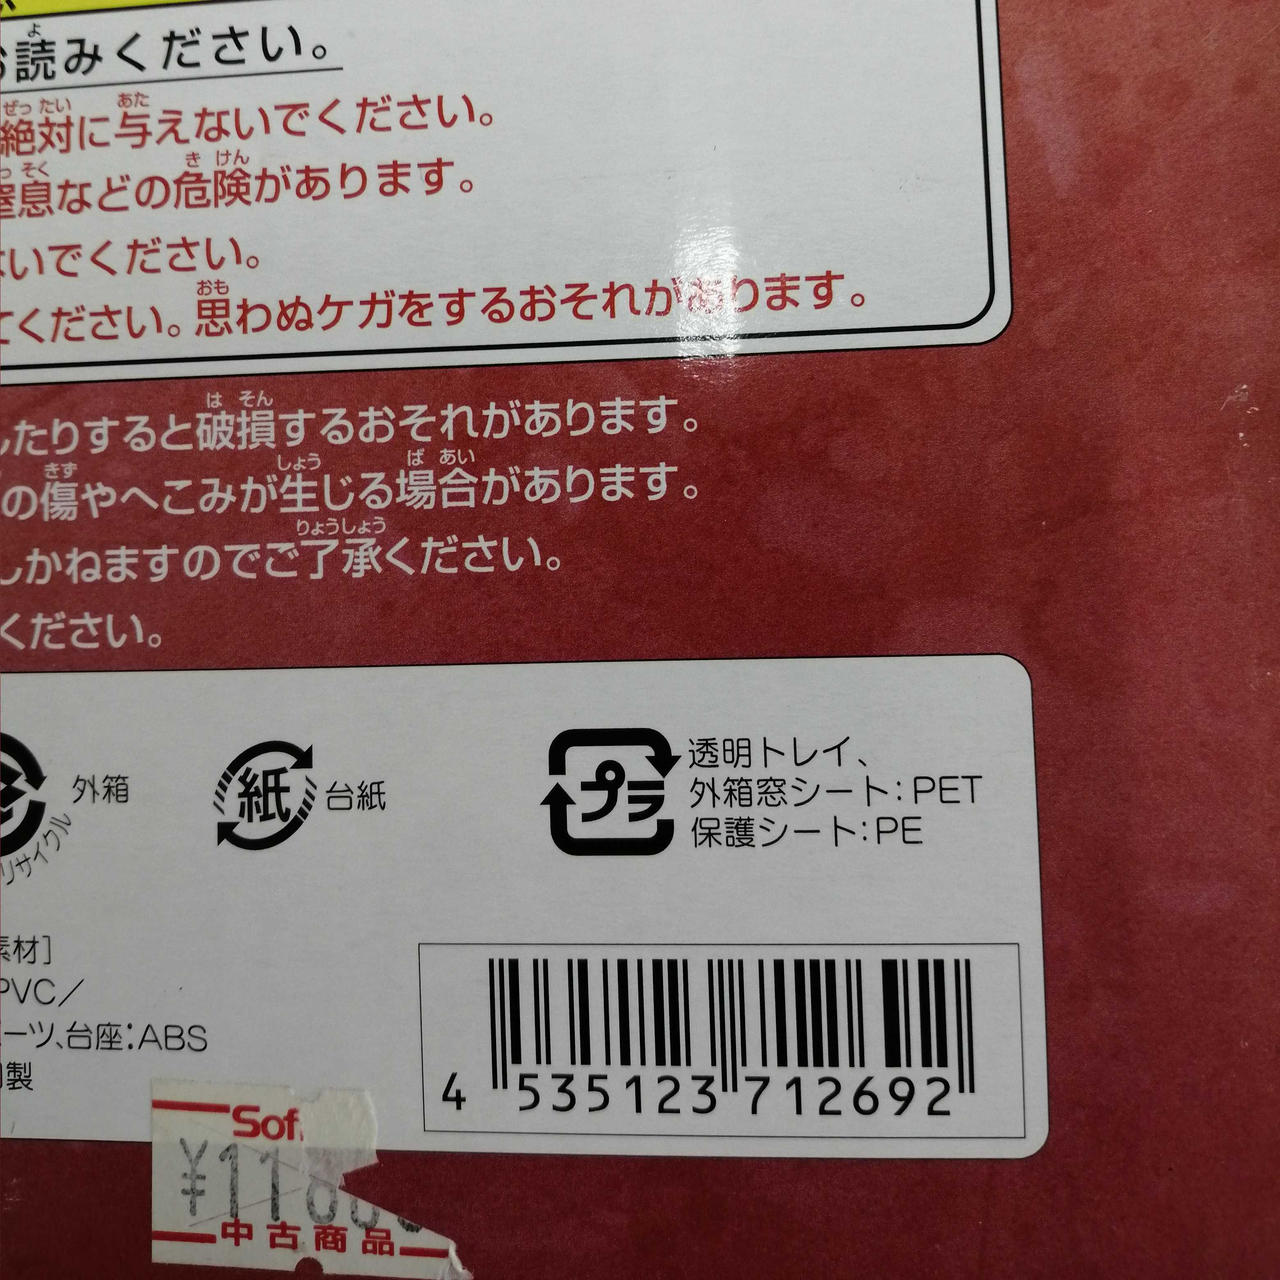 お読みください。
絶対に与えないでください。
窒息などの危険があります。
ないでください。
てください。思わぬケガをするおそれがあります。
したりすると破損するおそれがあります。
の傷やへこみが生じる場合があります。
しかねますのでご了承ください。
ください。
外箱
リサイクル
紙
台紙
プラ
透明トレイ、
外箱窓シート：PET
保護シート：PE
素材]
PVC／
ーツ、台座：ABS
製
4 535123 712692
Sof
¥11
中古商品